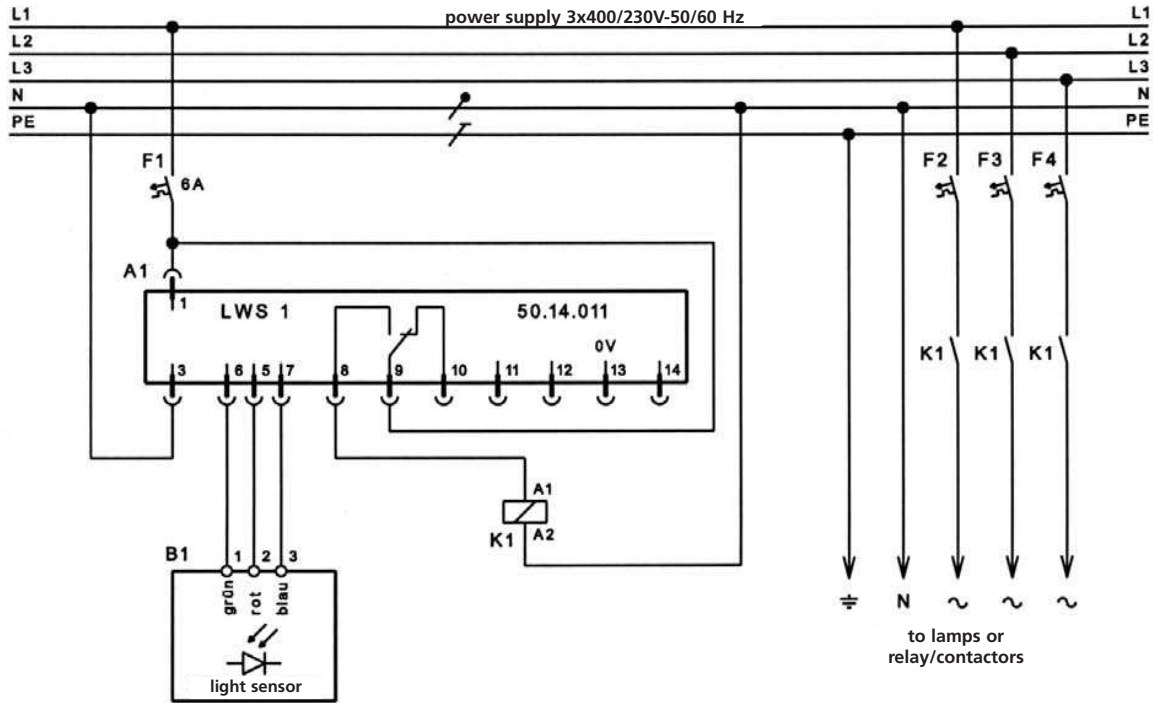 power supply 3x400/230V-50/60 Hz
L1 L1
L2 L2
L3 L3
N N
PE PE
F1 F2 F3 F4
6A
A1
1
LWS 1 50.14.011
0V
3 6 5 7 8 9 10 11 12 13 14
K1 K1 K1
A1
K1 A2
B1 1 2 3
grün rot blau
light sensor
N ~ ~ ~
to lamps or
relay/contactors